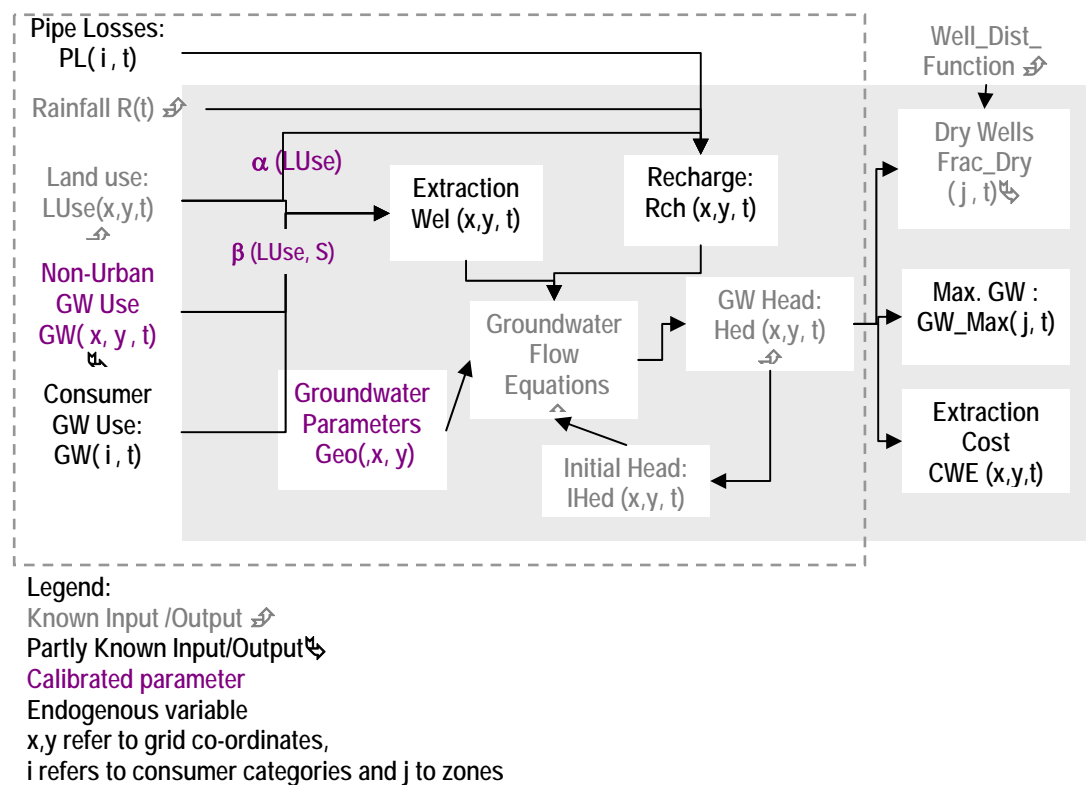 Pipe Losses:
PL( i , t)
Rainfall R(t)
Land use:
LUse(x,y,t)
Non-Urban
GW Use
GW( x, y , t)
Consumer
GW Use:
GW( i , t)
α (LUse)
β (LUse, S)
Extraction
Wel (x,y, t)
Recharge:
Rch (x,y, t)
Groundwater
Parameters
Geo(,x, y)
Groundwater
Flow
Equations
GW Head:
Hed (x,y, t)
Initial Head:
IHed (x,y, t)
Well_Dist_
Function
Dry Wells
Frac_Dry
( j , t)
Max. GW :
GW_Max( j, t)
Extraction
Cost
CWE (x,y,t)
Legend:
Known Input /Output
Partly Known Input/Output
Calibrated parameter
Endogenous variable
x,y refer to grid co-ordinates,
i refers to consumer categories and j to zones